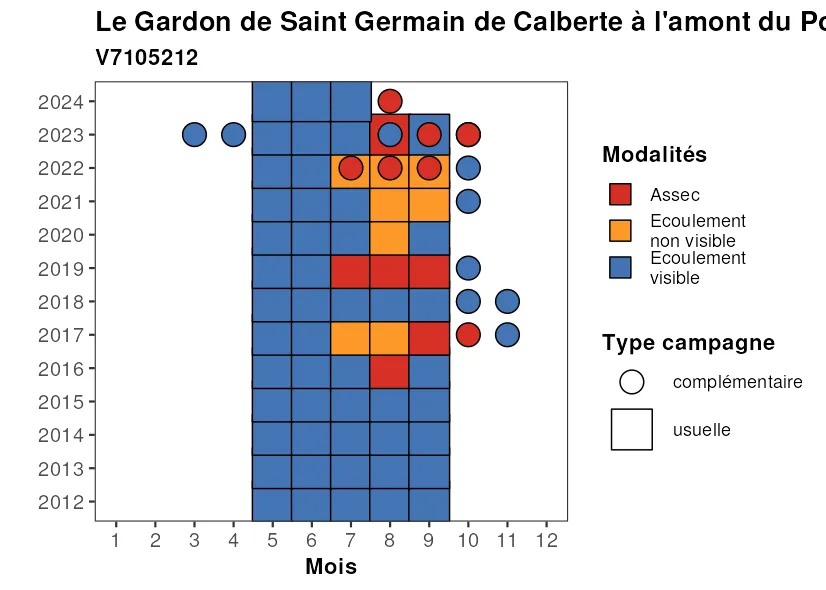 Le Gardon de Saint Germain de Calberte à l'amont du
V7105212
2024
2023
2022
2021
2020
2019
2018
2017
2016
2015
2014
2013
2012
1 2 3 4 5 6 7 8 9 10 11 12
Mois
Modalités
Assec
Ecoulement
non visible
Ecoulement
visible
Type campagne
complémentaire
usuelle